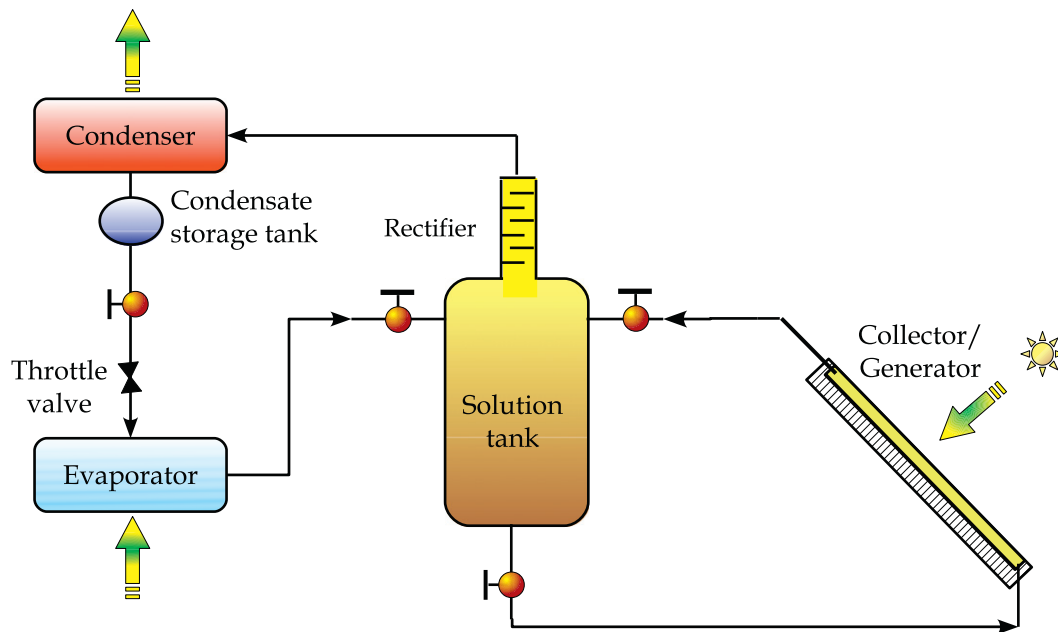 Condenser
Condensate
storage tank
Rectifier
Throttle
valve
Evaporator
Solution
tank
Collector/
Generator